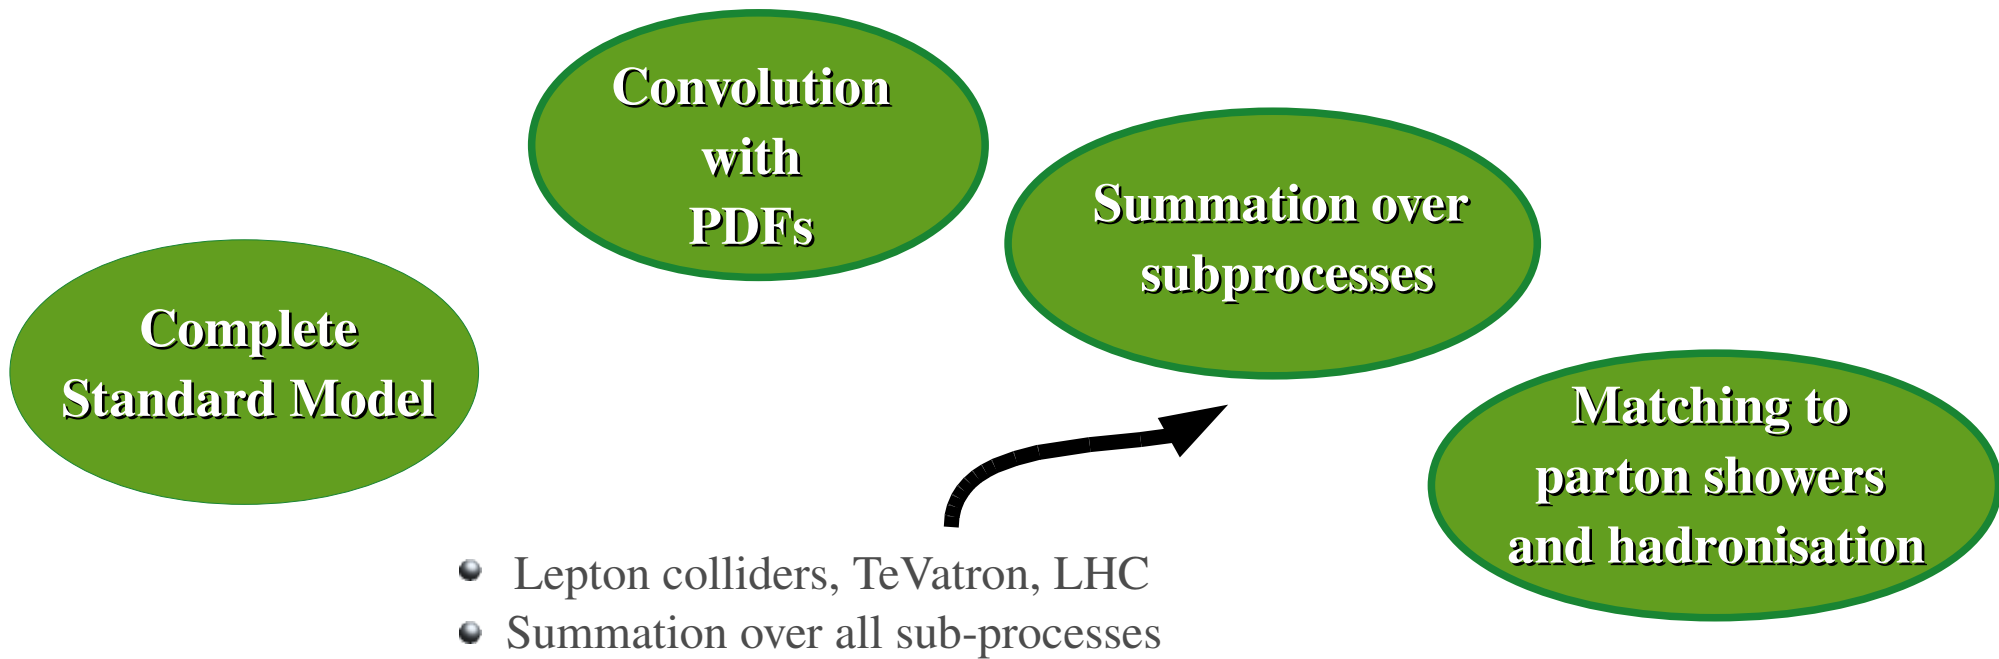 Convolution
with
PDFs
Summation over
subprocesses
Complete
Standard Model
Matching to
parton showers
and hadronisation
Lepton colliders, TeVatron, LHC
Summation over all sub-processes